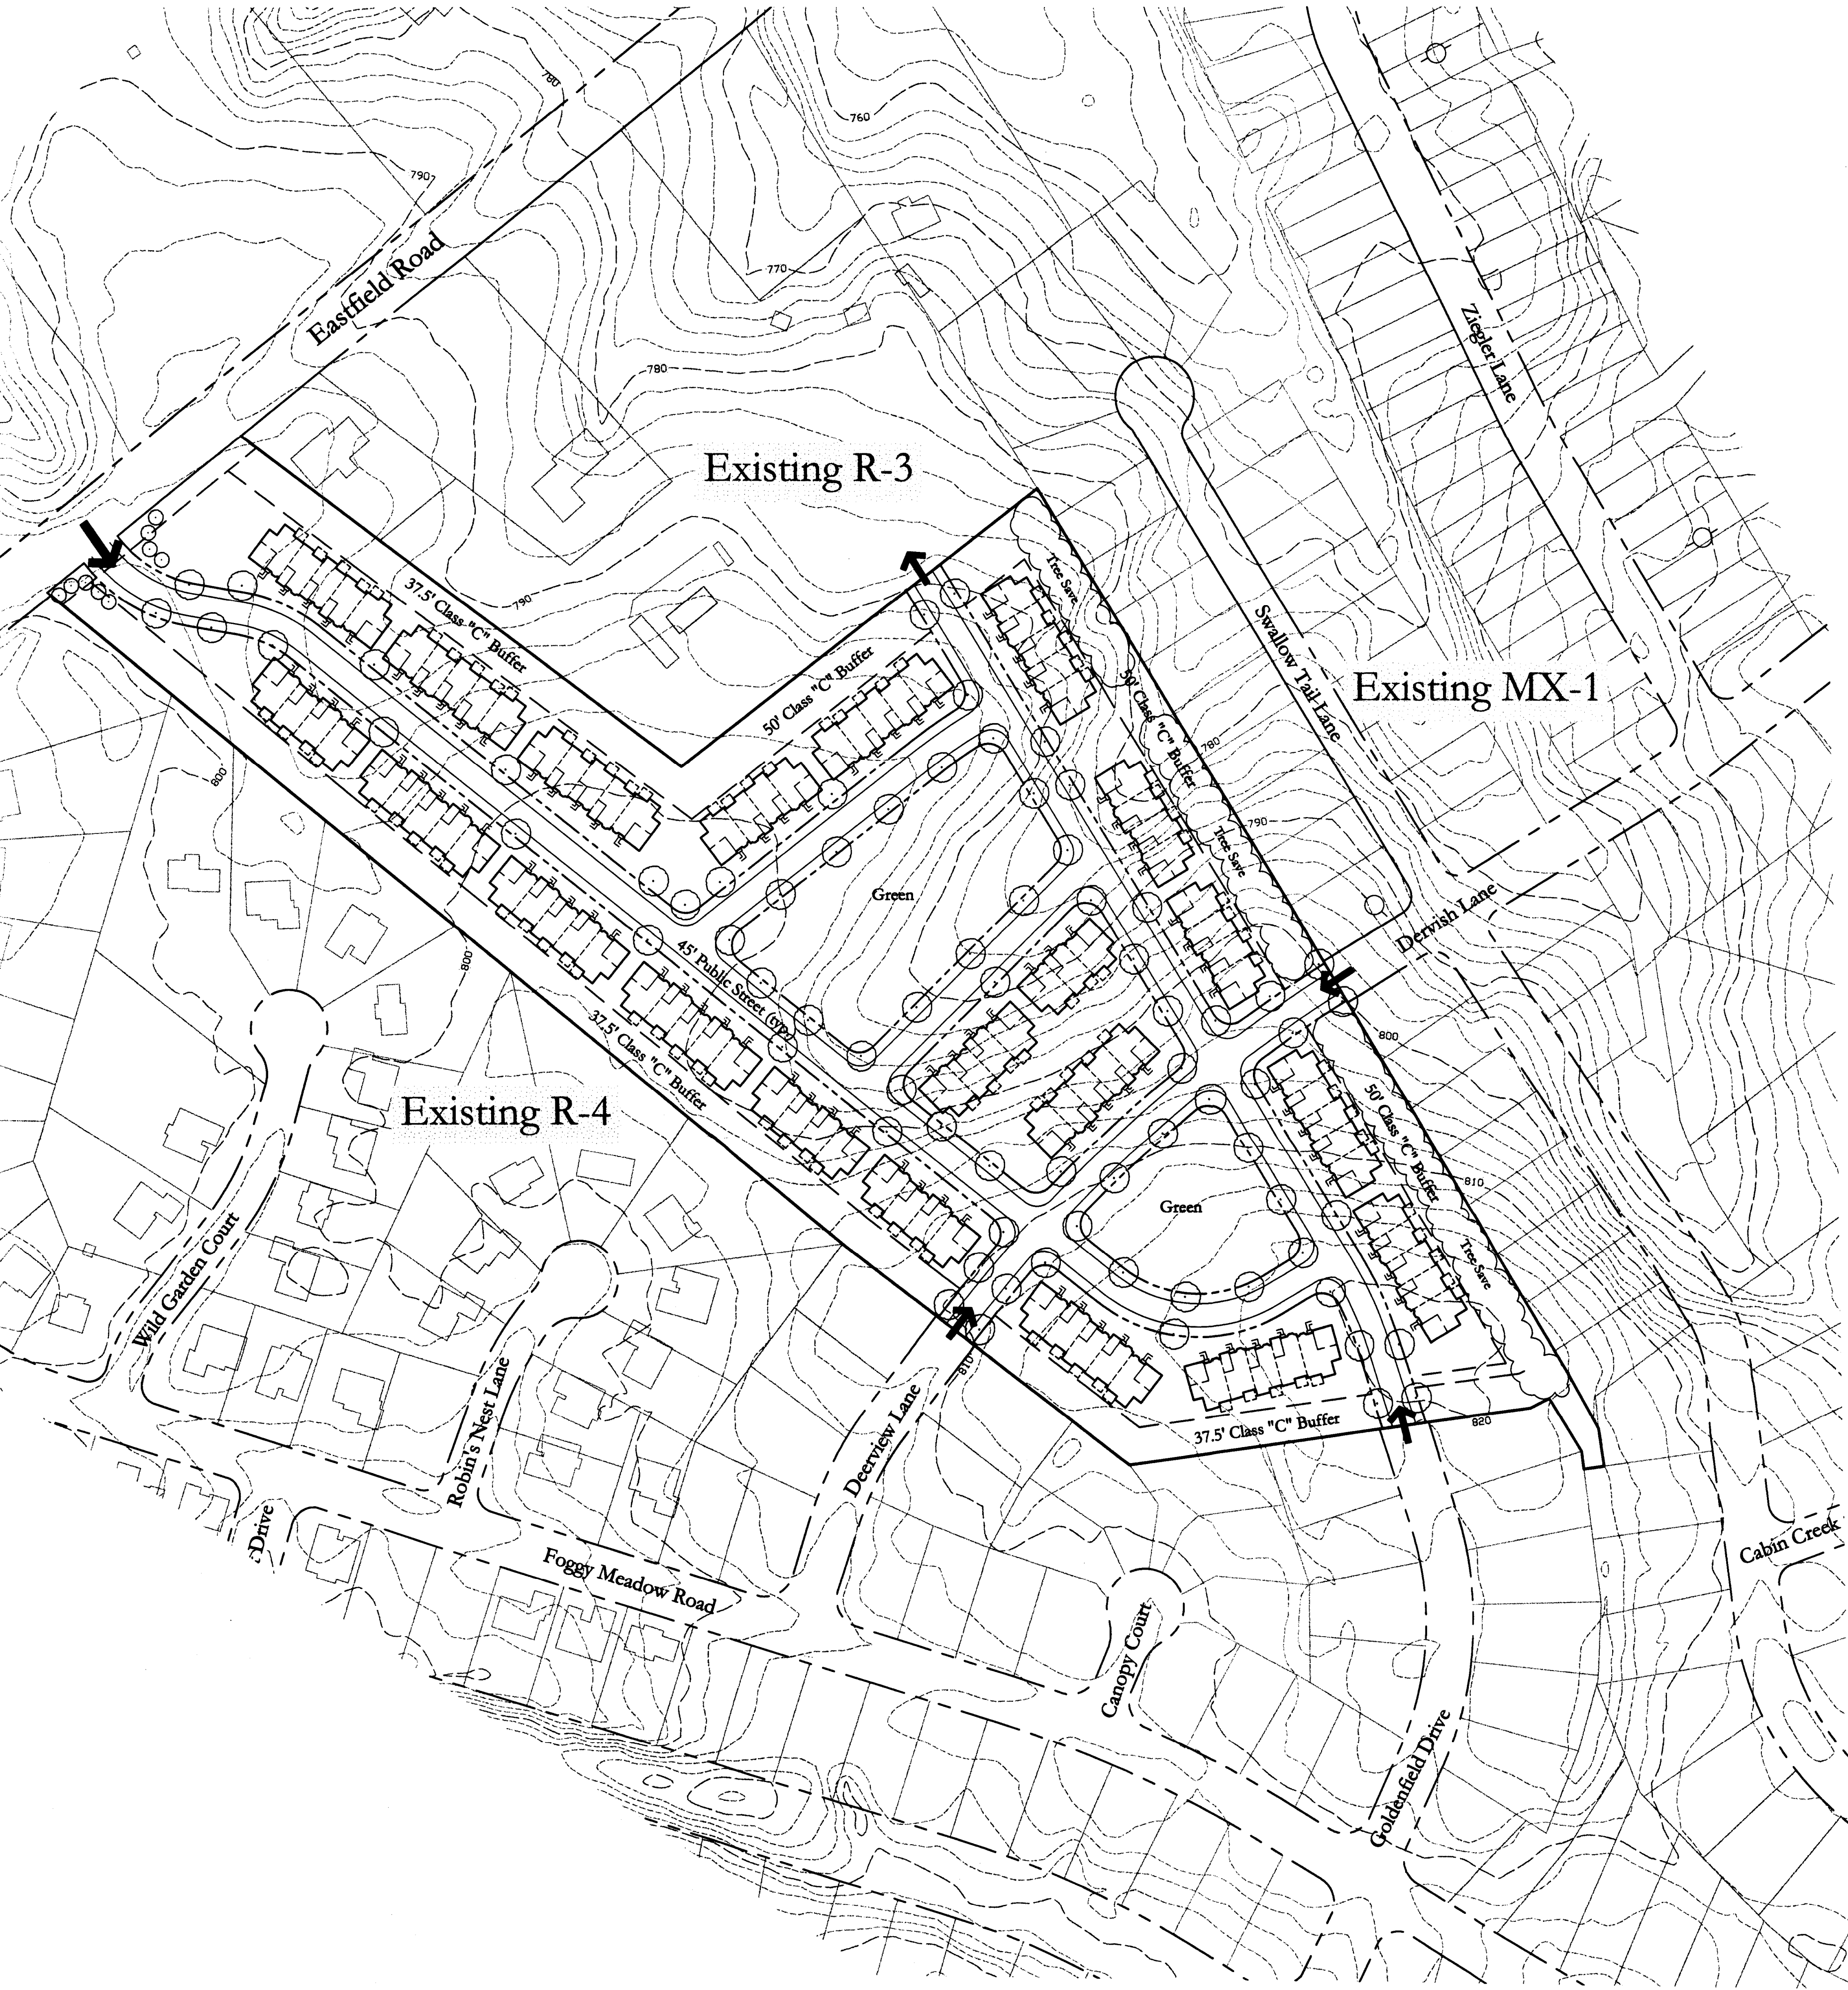 780
760
790
Eastfield Road
770
Ziegler Lane
780
Existing R-3
Tree Save
37.5' Class "C" Buffer
790
Swallow Tail Lane
50' Class "C" Buffer
50' Class "C" Buffer
Existing MX-1
780
800
790
Tree Save
Green
Dervish Lane
45' Public Street (typ)
800
37.5' Class "C" Buffer
800
Existing R-4
50' Class "C" Buffer
810
Green
Wild Garden Court
Tree Save
810
Robin's Nest Lane
Deerview Lane
37.5' Class "C" Buffer
820
Drive
Foggy Meadow Road
Cabin Creek
Canopy Court
Goldenfield Drive